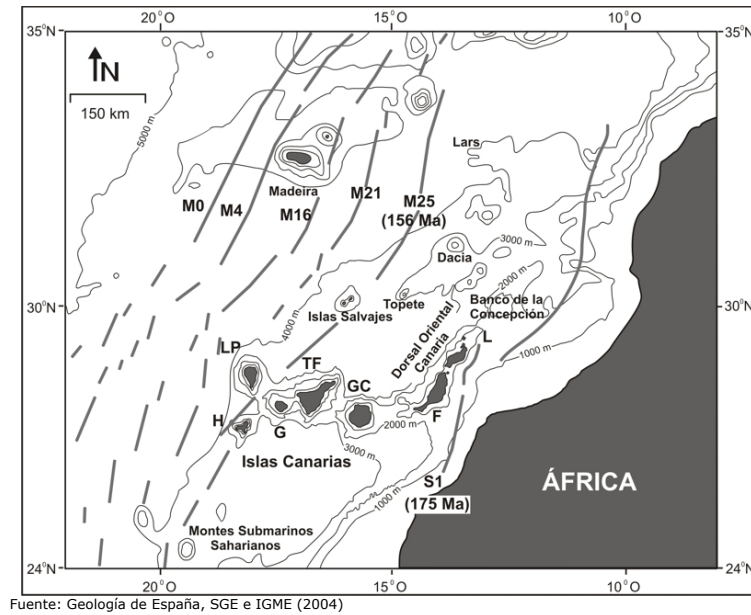 20°O
15°O
10°O
35°N
35°N
N
150 km
5000 m
Lars
Madeira
M0
M4
M16
M21
M25
(156 Ma)
3000 m
Dacia
2000 m
30°N
30°N
Islas Salvajes
Topete
Banco de la
Concepción
4000 m
Dorsal Oriental
Canaria
1000 m
LP
TF
GC
L
H
G
F
2000 m
Islas Canarias
3000 m
1000 m
S1
(175 Ma)
ÁFRICA
Montes Submarinos
Saharianos
24°N
24°N
20°O
15°O
10°O
Fuente: Geología de España, SGE e IGME (2004)